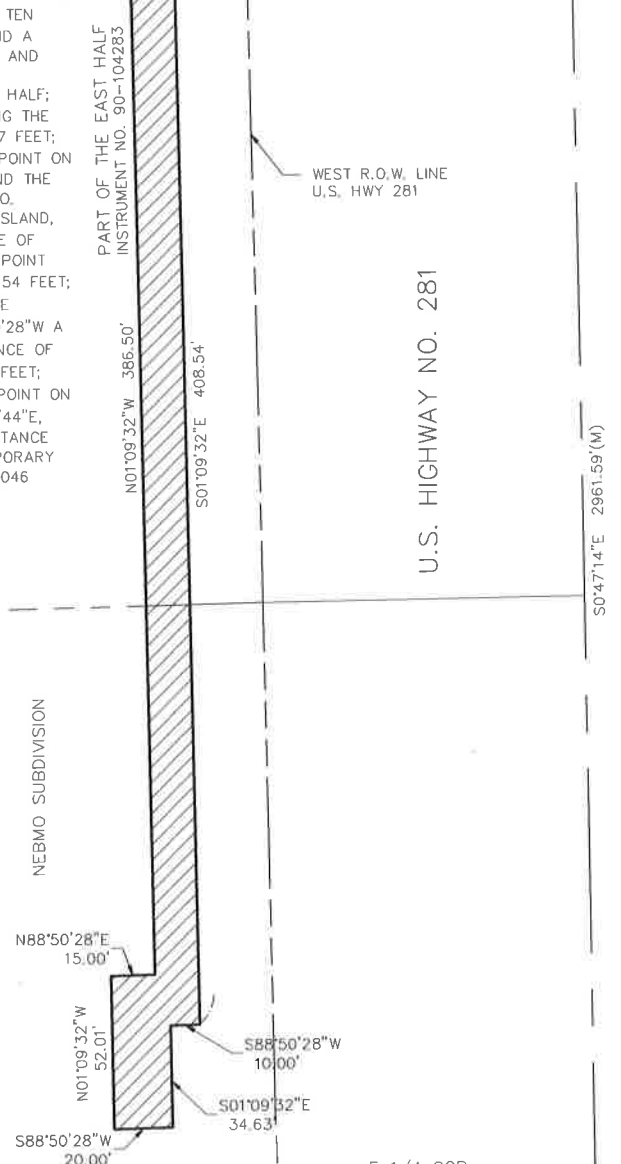 TEN
ND A
AND
HALF;
G THE
7 FEET;
POINT ON
ND THE
O.
SLAND,
E OF
POINT
54 FEET;
E
'28"W A
NCE OF
FEET;
POINT ON
'44"E,
TANCE
PORARY
046
PART OF THE EAST HALF
INSTRUMENT NO. 90-104283
WEST R.O.W. LINE
U.S. HWY 281
N01°09'32"W 386.50'
S01°09'32"E 408.54'
U.S. HIGHWAY NO. 281
S0°47'14"E 2961.59'(M)
NEBMO SUBDIVISION
N88°50'28"E
15.00'
N01°09'32"W
52.01'
S88°50'28"W
10.00'
S01°09'32"E
34.63'
S88°50'28"W
20.00'